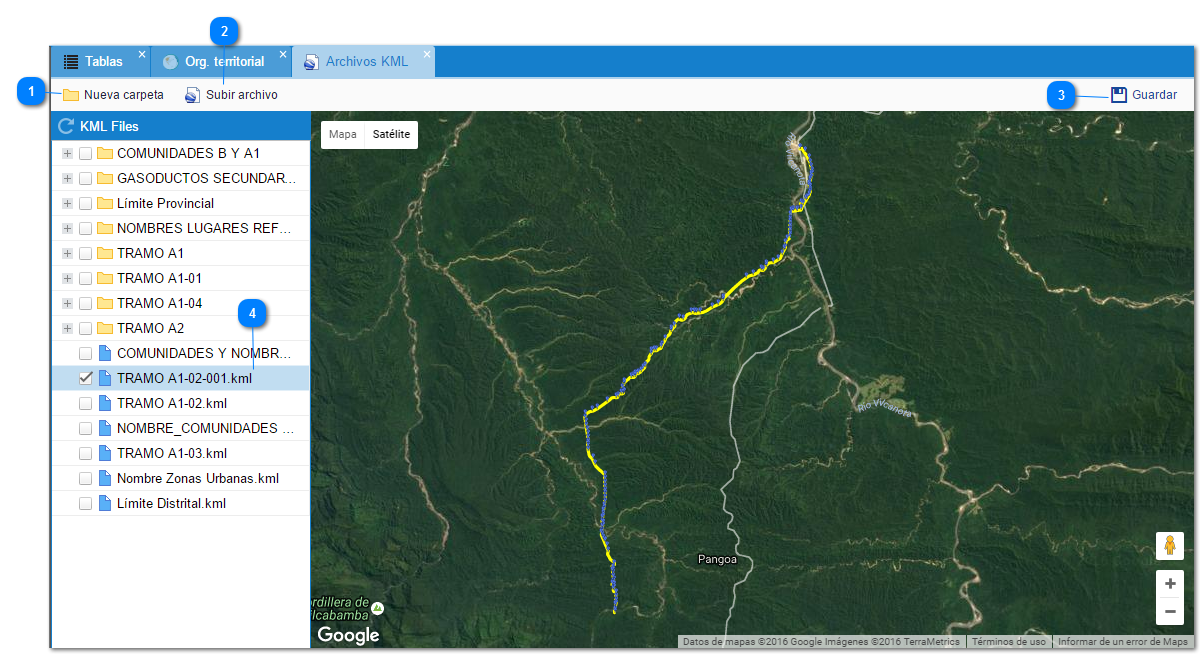 2
Tablas
Org. territorial
Archivos KML
1
Nueva carpeta
Subir archivo
3
Guardar
KML Files
COMUNIDADES B Y A1
GASODUCTOS SECUNDAR...
Límite Provincial
NOMBRES LUGARES REF...
TRAMO A1
TRAMO A1-01
TRAMO A1-04
4
TRAMO A2
COMUNIDADES Y NOMBR...
TRAMO A1-02-001.kml
TRAMO A1-02.kml
NOMBRE_COMUNIDADES ...
TRAMO A1-03.kml
Nombre Zonas Urbanas.kml
Límite Distrital.kml
Mapa
Satélite
Pangoa
ordillera de
ilcabamba
Google
Datos de mapas ©2016 Google Imágenes ©2016 TerraMetrics
Términos de uso
Informar de un error de Maps